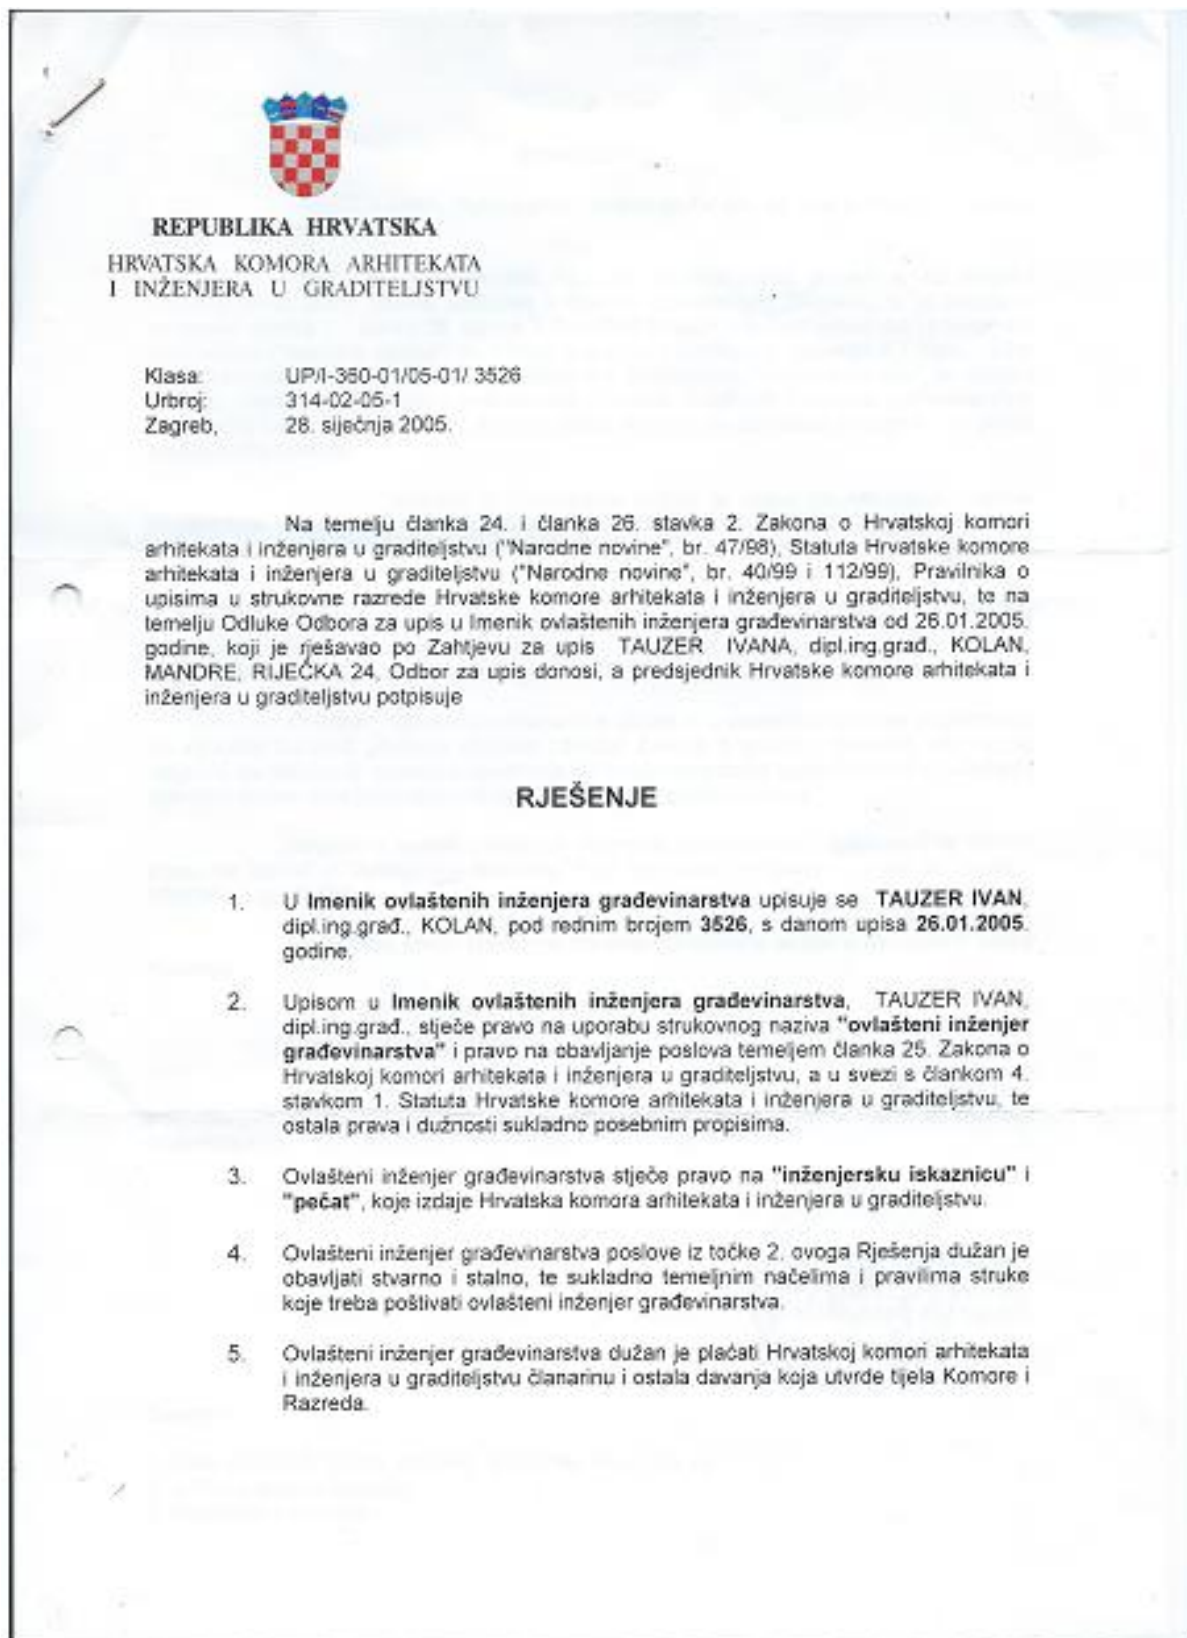 REPUBLIKA HRVATSKA
HRVATSKA KOMORA ARHITEKATA
I INŽENJERA U GRADITELJSTVU
Klasa: UP/I-360-01/05-01/ 3526
Urbroj: 314-02-05-1
Zagreb, 28. siječnja 2005.
Na temelju članka 24. i članka 26. stavka 2. Zakona o Hrvatskoj komori
arhitekata i inženjera u graditeljstvu ("Narodne novine", br. 47/98), Statuta Hrvatske komore
arhitekata i inženjera u graditeljstvu ("Narodne novine", br. 40/99 i 112/99), Pravilnika o
upisima u strukovne razrede Hrvatske komore arhitekata i inženjera u graditeljstvu, te na
temelju Odluke Odbora za upis u Imenik ovlaštenih inženjera građevinarstva od 26.01.2005.
godine, koji je rješavao po Zahtjevu za upis TAUZER IVANA, dipl.ing.građ., KOLAN,
MANDRE, RIJEČKA 24, Odbor za upis donosi, a predsjednik Hrvatske komore arhitekata i
inženjera u graditeljstvu potpisuje
RJEŠENJE
1. U Imenik ovlaštenih inženjera građevinarstva upisuje se TAUZER IVAN,
dipl.ing.građ., KOLAN, pod rednim brojem 3526, s danom upisa 26.01.2005.
godine.
2. Upisom u Imenik ovlaštenih inženjera građevinarstva, TAUZER IVAN,
dipl.ing.građ., stječe pravo na uporabu strukovnog naziva "ovlašteni inženjer
građevinarstva" i pravo na obavljanje poslova temeljem članka 25. Zakona o
Hrvatskoj komori arhitekata i inženjera u graditeljstvu, a u svezi s člankom 4.
stavkom 1. Statuta Hrvatske komore arhitekata i inženjera u graditeljstvu, te
ostala prava i dužnosti sukladno posebnim propisima.
3. Ovlašteni inženjer građevinarstva stječe pravo na "inženjersku iskaznicu" i
"pečat", koje izdaje Hrvatska komora arhitekata i inženjera u graditeljstvu.
4. Ovlašteni inženjer građevinarstva poslove iz točke 2. ovoga Rješenja dužan je
obavljati stvarno i stalno, te sukladno temeljnim načelima i pravilima struke
koje treba poštivati ovlašteni inženjer građevinarstva.
5. Ovlašteni inženjer građevinarstva dužan je plaćati Hrvatskoj komori arhitekata
i inženjera u graditeljstvu članarinu i ostala davanja koja utvrde tijela Komore i
Razreda.